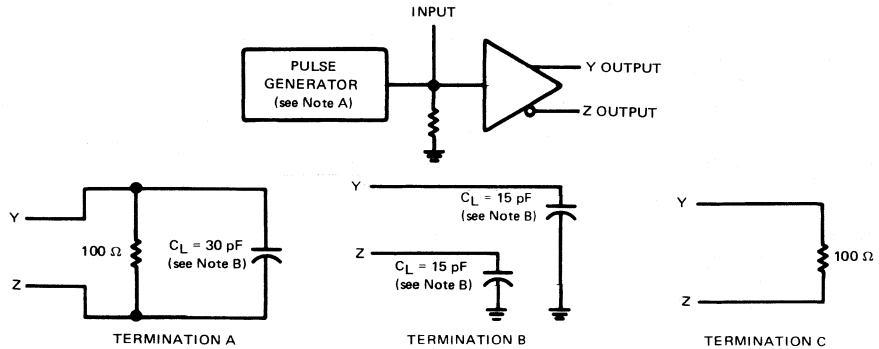 INPUT
PULSE
GENERATOR
(see Note A)
Y OUTPUT
Z OUTPUT
Y
Z
100 Ω
CL = 30 pF
(see Note B)
TERMINATION A
Y
CL = 15 pF
(see Note B)
Z
CL = 15 pF
(see Note B)
TERMINATION B
Y
100 Ω
Z
TERMINATION C